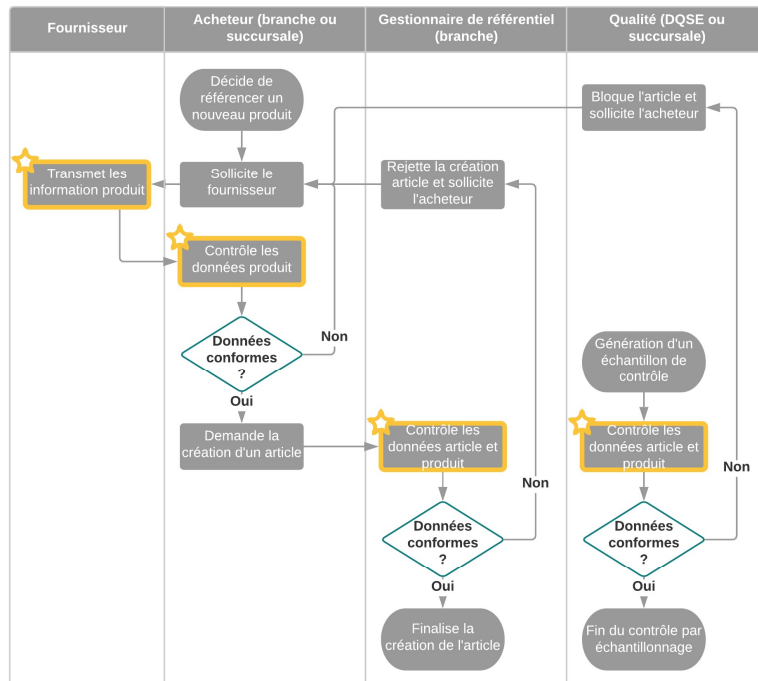 Fournisseur
Acheteur (branche ou
succursale)
Gestionnaire de référentiel
(branche)
Qualité (DQSE ou
succursale)
Décide de
référencer un
nouveau produit
Bloque l'article et
sollicite l'acheteur
Transmet les
information produit
Sollicite le
fournisseur
Rejette la création
article et sollicite
l'acheteur
Contrôle les
données produit
Données
conformes
?
Non
Génération d'un
échantillon de
contrôle
Oui
Demande la
création d'un article
Contrôle les
données article et
produit
Contrôle les
données article et
produit
Non
Non
Données
conformes
?
Données
conformes
?
Oui
Oui
Finalise la
création de l'article
Fin du contrôle par
échantillonnage